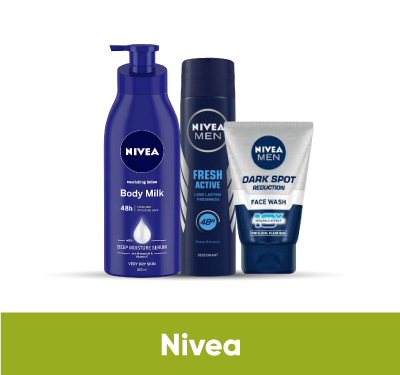 NIVEA
nourishing lotion
Body Milk
48h
DEEP MOISTURE SERUM
VERY DRY SKIN
NIVEA
MEN
FRESH
ACTIVE
LONG LASTING
FRESHNESS
48H
DEODORANT
NIVEA
MEN
DARK SPOT
REDUCTION
FACE WASH
10X
Nivea